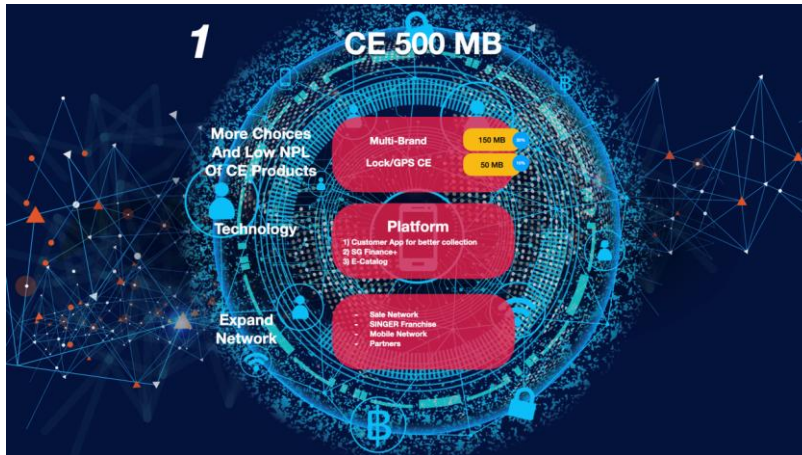 1
CE 500 MB
More Choices
And Low NPL
Of CE Products
Multi-Brand
150 MB
Lock/GPS CE
50 MB
Technology
Platform
1) Customer App for better collection
2) SG Finance+
3) E-Catalog
Expand
Network
- Sale Network
- SINGER Franchise
- Mobile Network
- Partners